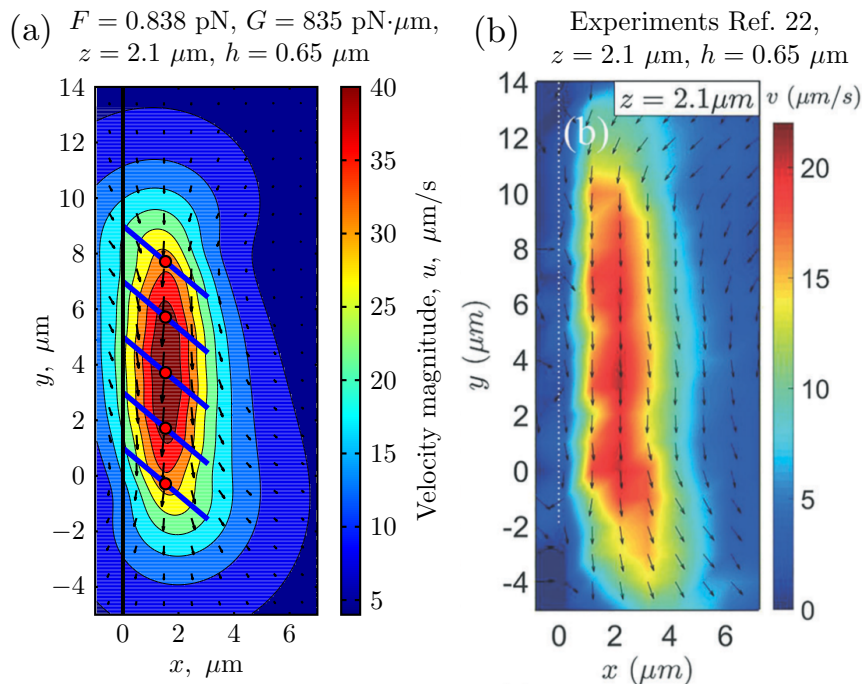 (a) F = 0.838 pN, G = 835 pN·μm,
z = 2.1 μm, h = 0.65 μm
14
12
10
8
6
4
2
0
−2
−4
y, μm
0 2 4 6
x, μm
40
35
30
25
20
15
10
5
Velocity magnitude, u, μm/s
(b) Experiments Ref. 22,
z = 2.1 μm, h = 0.65 μm
z = 2.1μm
(b)
v (μm/s)
14
12
10
8
6
4
2
0
-2
-4
y (μm)
0 2 4 6
x (μm)
20
15
10
5
0